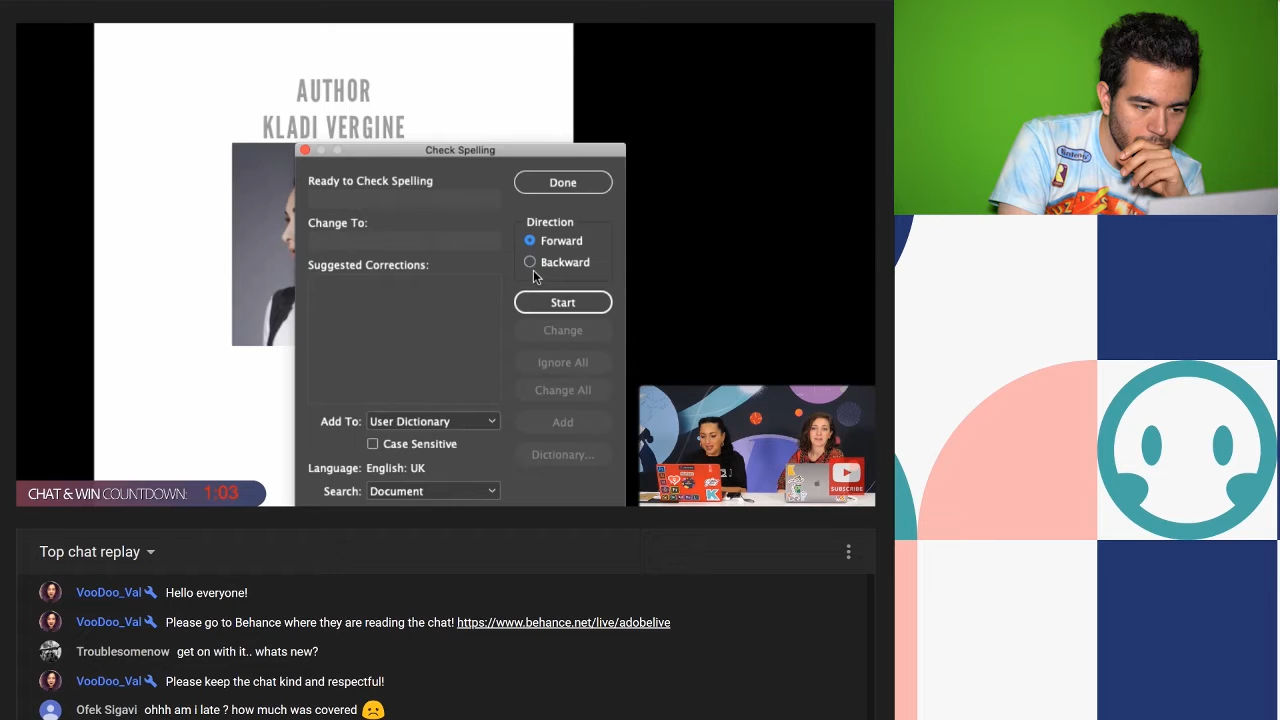 AUTHOR
KLADI VERGINE
Check Spelling
Ready to Check Spelling
Done
Change To:
Direction
Forward
Backward
Suggested Corrections:
Start
Change
Ignore All
Change All
Add To: User Dictionary
Add
Case Sensitive
Dictionary...
Language: English: UK
Search: Document
SUBSCRIBE
CHAT & WIN COUNTDOWN: 1:03
Nintendo
Top chat replay
VooDoo_Val Hello everyone!
VooDoo_Val Please go to Behance where they are reading the chat! https://www.behance.net/live/adobelive
Troublesomenow get on with it.. whats new?
VooDoo_Val Please keep the chat kind and respectful!
Ofek Sigavi ohhh am i late ? how much was covered